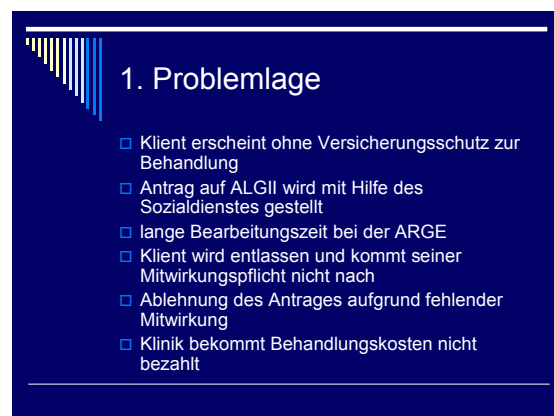 1. Problemlage
Klient erscheint ohne Versicherungsschutz zur
Behandlung
Antrag auf ALGII wird mit Hilfe des
Sozialdienstes gestellt
lange Bearbeitungszeit bei der ARGE
Klient wird entlassen und kommt seiner
Mitwirkungspflicht nicht nach
Ablehnung des Antrages aufgrund fehlender
Mitwirkung
Klinik bekommt Behandlungskosten nicht
bezahlt